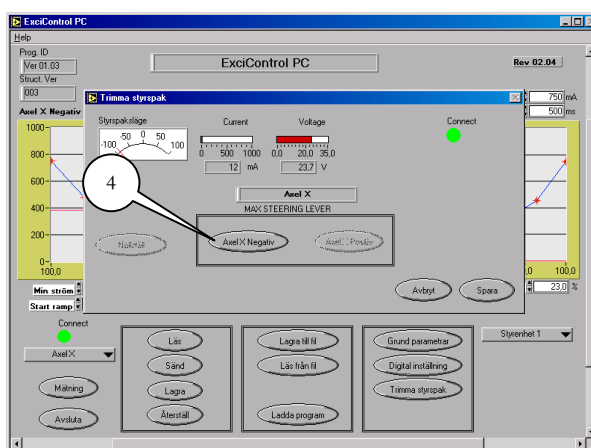 ExciControl PC
Help
Prog. ID
Ver 01.03
ExciControl PC
Rev 02.04
Struct. Ver
003
750 mA
500 ms
Axel X Negativ
Trimma styrspak
Styrspaksläge
Current
Voltage
Connect
-100 -50 0 50 100
0 500 1000
0,0 20,0 35,0
12 mA
23,7 V
Axel X
MAX STEERING LEVER
4
Axel X Negativ
Avbryt
Spara
1000
800
600
400
200
0
100,0
,0 100,0
Min ström
23,0 %
Start ramp
Connect
Axel X
Mätning
Avsluta
Läs
Sänd
Lagra
Återställ
Lagra till fil
Läs från fil
Ladda program
Grund parametrar
Digital inställning
Trimma styrspak
Styrenhet 1